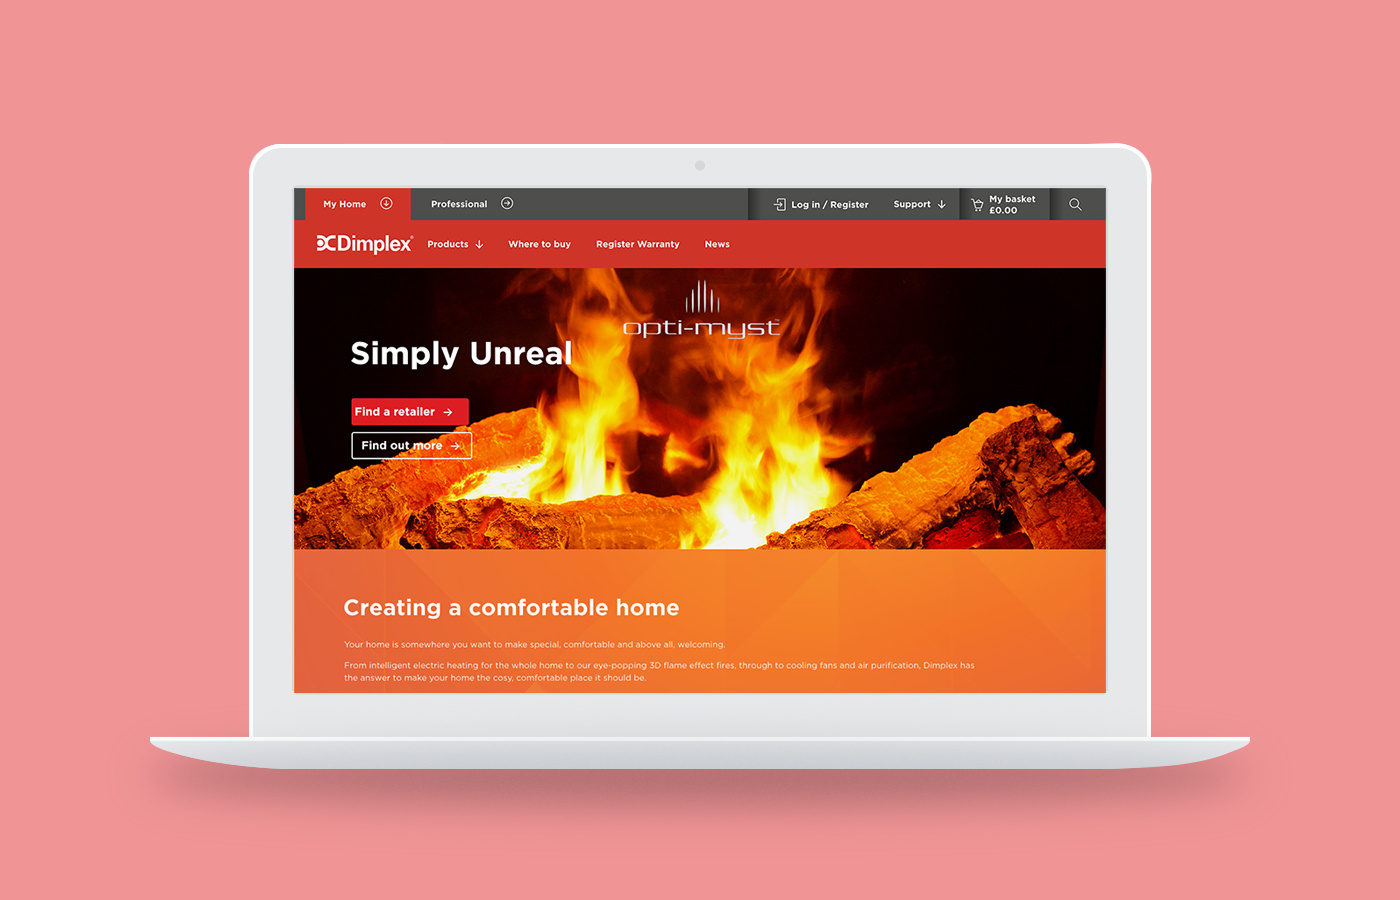 My Home
Professional
Log in / Register
Support
My basket
£0.00
Dimplex®
Products
Where to buy
Register Warranty
News
opti-myst™
Simply Unreal
Find a retailer
Find out more
Creating a comfortable home
Your home is somewhere you want to make special, comfortable and above all, welcoming.
From intelligent electric heating for the whole home to our eye-popping 3D flame effect fires, through to cooling fans and air purification, Dimplex has
the answer to make your home the cosy, comfortable place it should be.